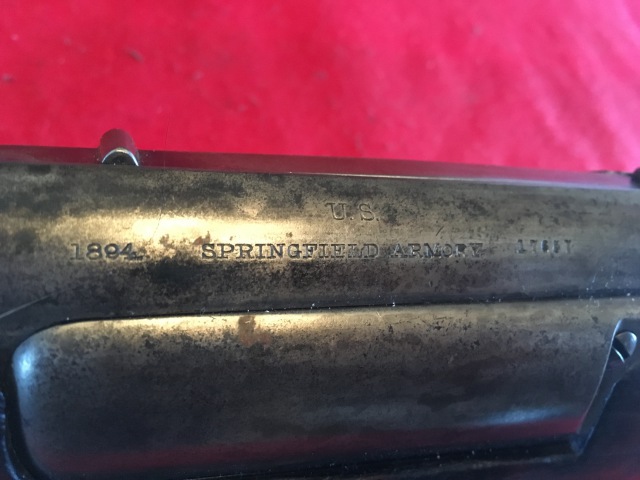 U.S.
1894. SPRINGFIELD ARMORY